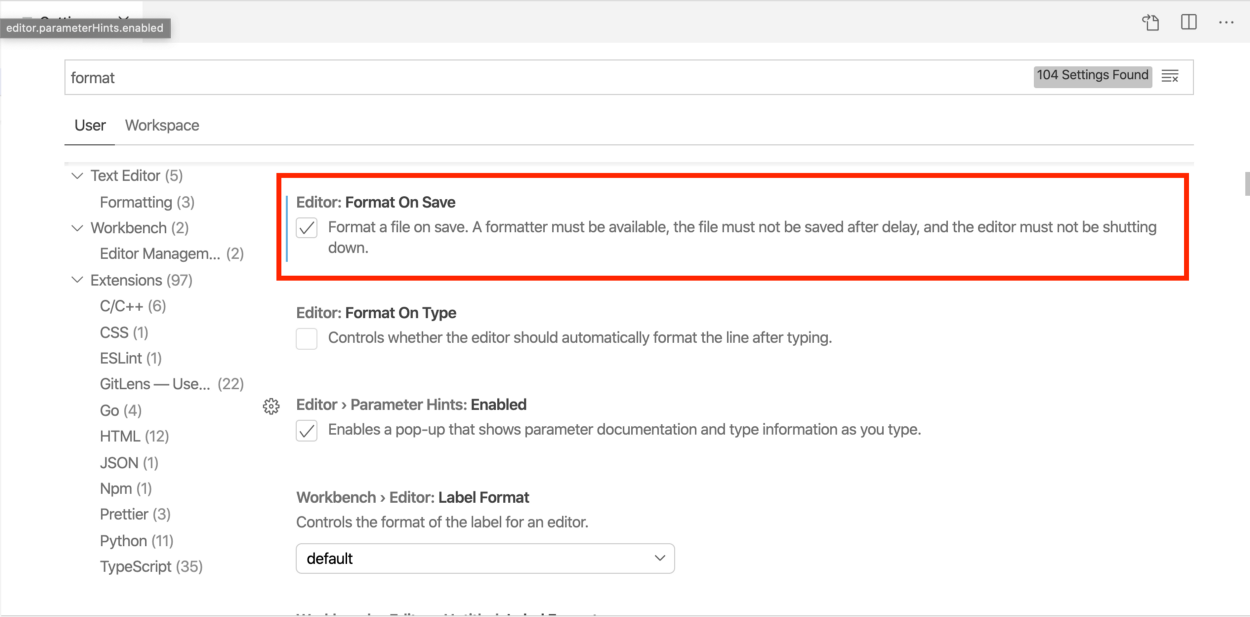 editor.parameterHints.enabled
format
104 Settings Found
User Workspace
Text Editor (5)
Formatting (3)
Workbench (2)
Editor Managem... (2)
Extensions (97)
C/C++ (6)
CSS (1)
ESLint (1)
GitLens — Use... (22)
Go (4)
HTML (12)
JSON (1)
Npm (1)
Prettier (3)
Python (11)
TypeScript (35)
Editor: Format On Save
Format a file on save. A formatter must be available, the file must not be saved after delay, and the editor must not be shutting
down.
Editor: Format On Type
Controls whether the editor should automatically format the line after typing.
Editor › Parameter Hints: Enabled
Enables a pop-up that shows parameter documentation and type information as you type.
Workbench › Editor: Label Format
Controls the format of the label for an editor.
default